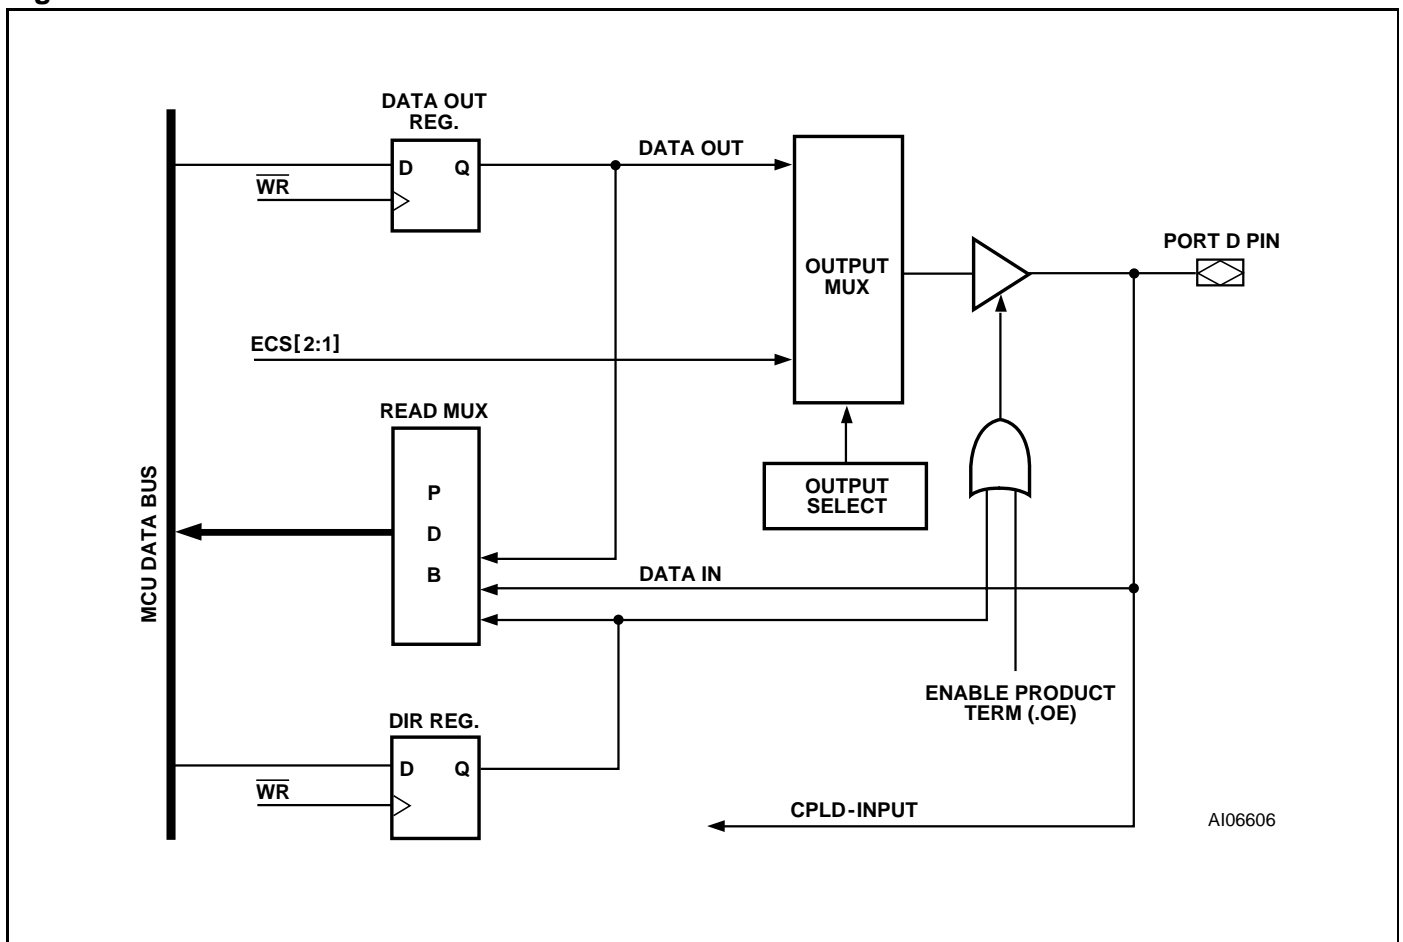 DATA OUT
REG.
D Q
WR
DATA OUT
OUTPUT
MUX
PORT D PIN
ECS[2:1]
READ MUX
P
D
B
OUTPUT
SELECT
MCU DATA BUS
DATA IN
ENABLE PRODUCT
TERM (.OE)
DIR REG.
D Q
WR
CPLD-INPUT
AI06606